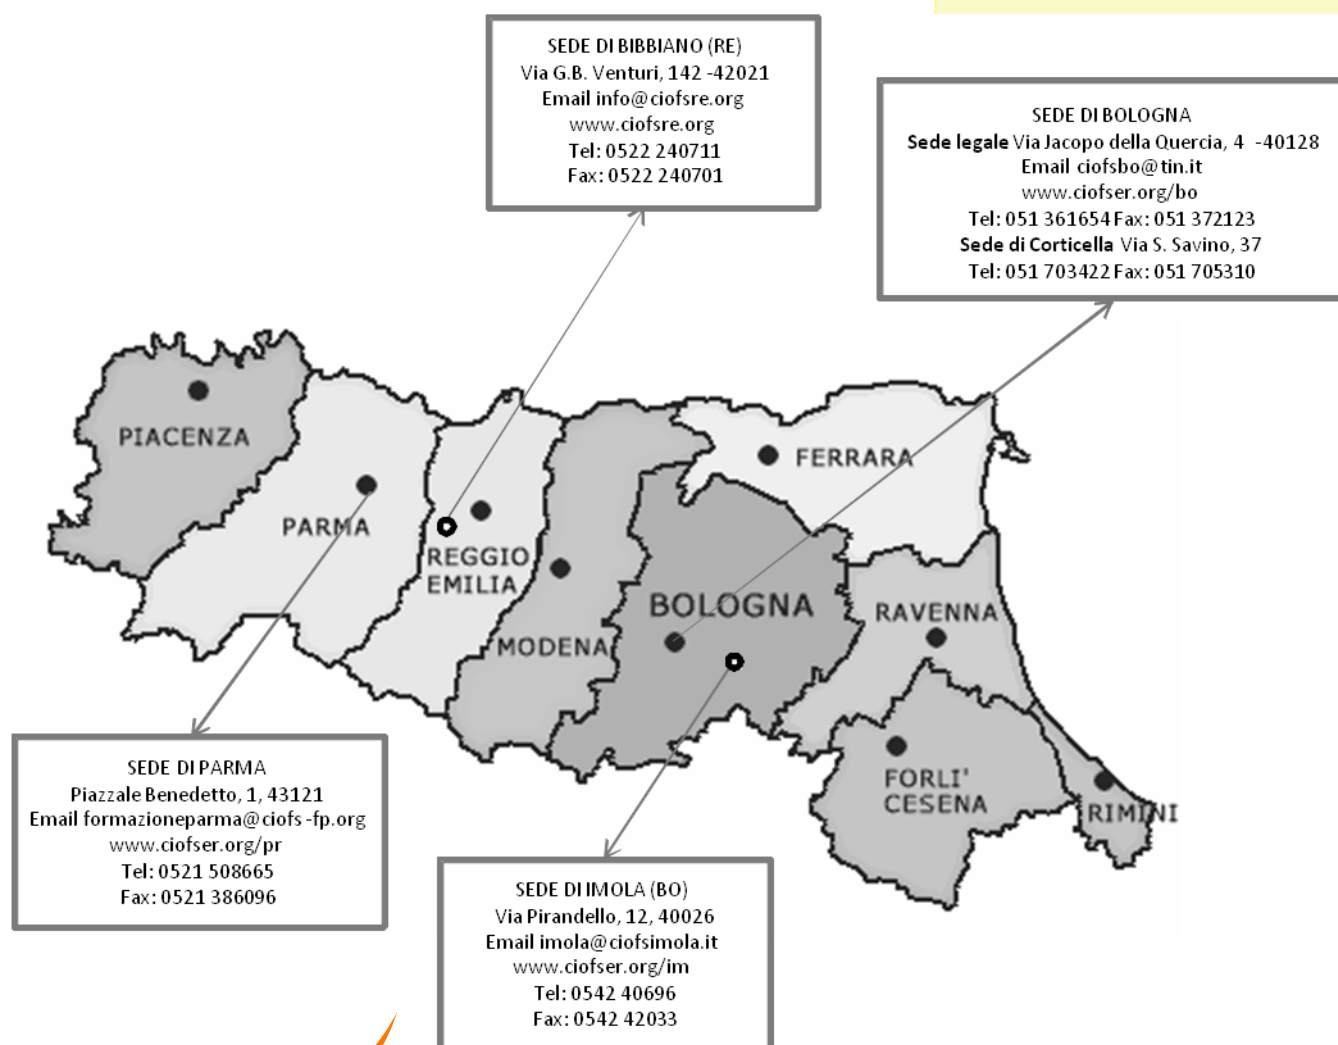 SEDE DI BIBBIANO (RE)
Via G.B. Venturi, 142 -42021
Email info@ciofsre.org
www.ciofsre.org
Tel: 0522 240711
Fax: 0522 240701
SEDE DI BOLOGNA
Sede legale Via Jacopo della Quercia, 4 -40128
Email ciofsbo@tin.it
www.ciofser.org/bo
Tel: 051 361654 Fax: 051 372123
Sede di Corticella Via S. Savino, 37
Tel: 051 703422 Fax: 051 705310
PIACENZA
PARMA
REGGIO
EMILIA
MODENA
BOLOGNA
FERRARA
RAVENNA
FORLI'
CESENA
RIMINI
SEDE DI PARMA
Piazzale Benedetto, 1, 43121
Email formazioneparma@ciofs-fp.org
www.ciofser.org/pr
Tel: 0521 508665
Fax: 0521 386096
SEDE DI IMOLA (BO)
Via Pirandello, 12, 40026
Email imola@ciofsimola.it
www.ciofser.org/im
Tel: 0542 40696
Fax: 0542 42033